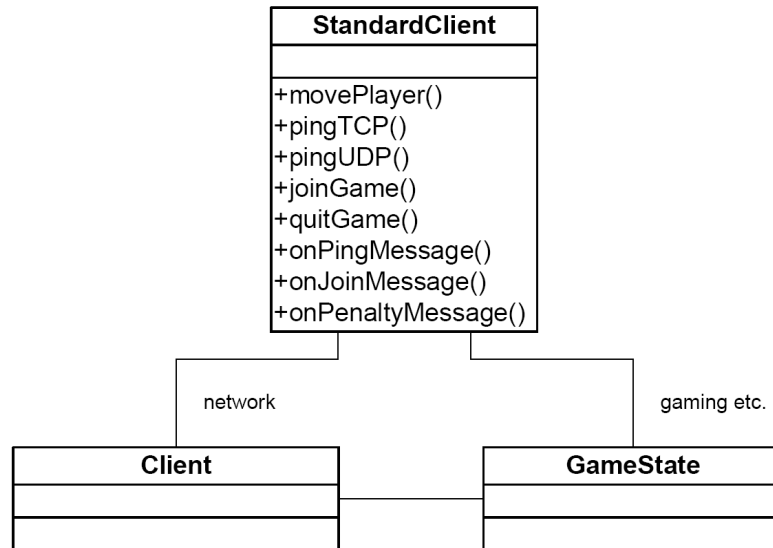 StandardClient
+movePlayer()
+pingTCP()
+pingUDP()
+joinGame()
+quitGame()
+onPingMessage()
+onJoinMessage()
+onPenaltyMessage()
network
gaming etc.
Client
GameState